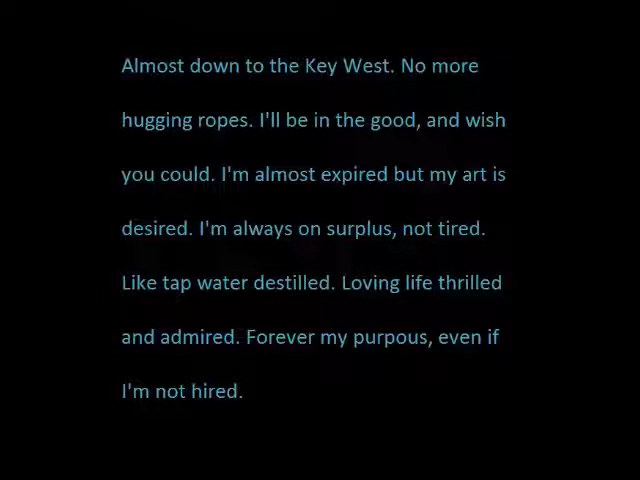 Almost down to the Key West. No more
hugging ropes. I'll be in the good, and wish
you could. I'm almost expired but my art is
desired. I'm always on surplus, not tired.
Like tap water destilled. Loving life thrilled
and admired. Forever my purpous, even if
I'm not hired.